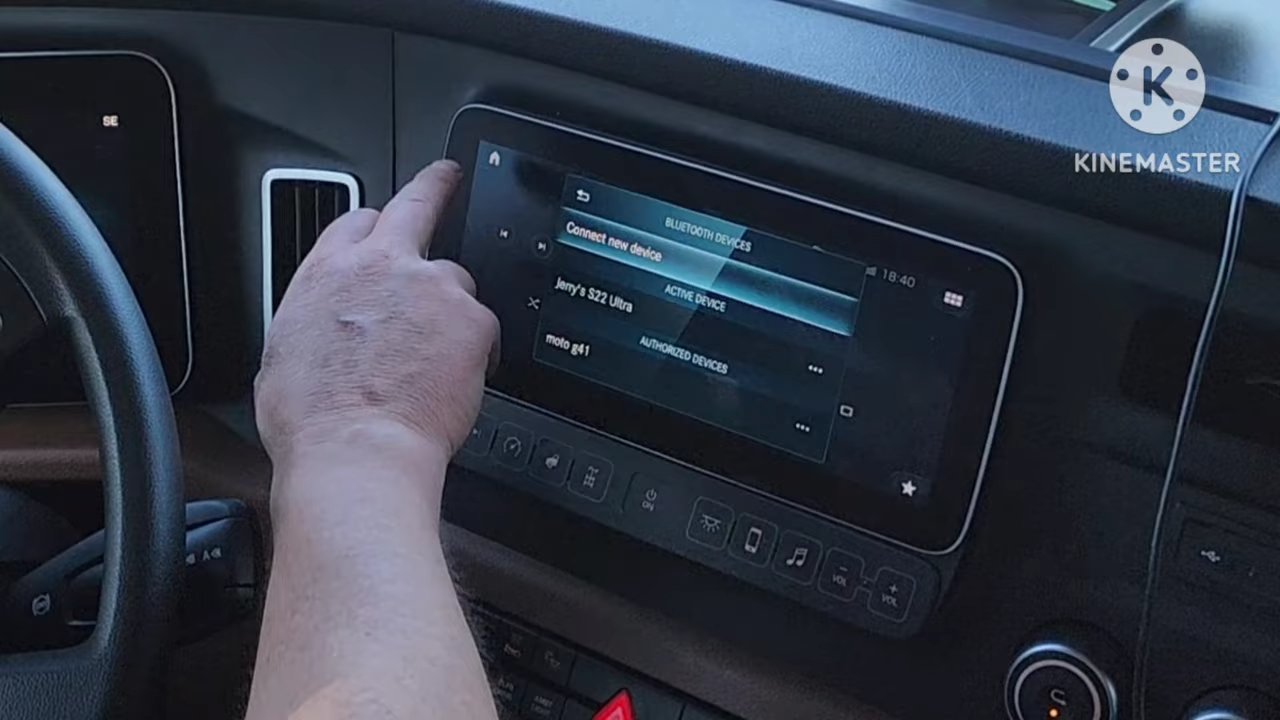 SE
KINEMASTER
BLUETOOTH DEVICES
Connect new device
18:40
ACTIVE DEVICE
Jerry's S22 Ultra
AUTHORIZED DEVICES
moto g41
ON
VOL
VOL
A